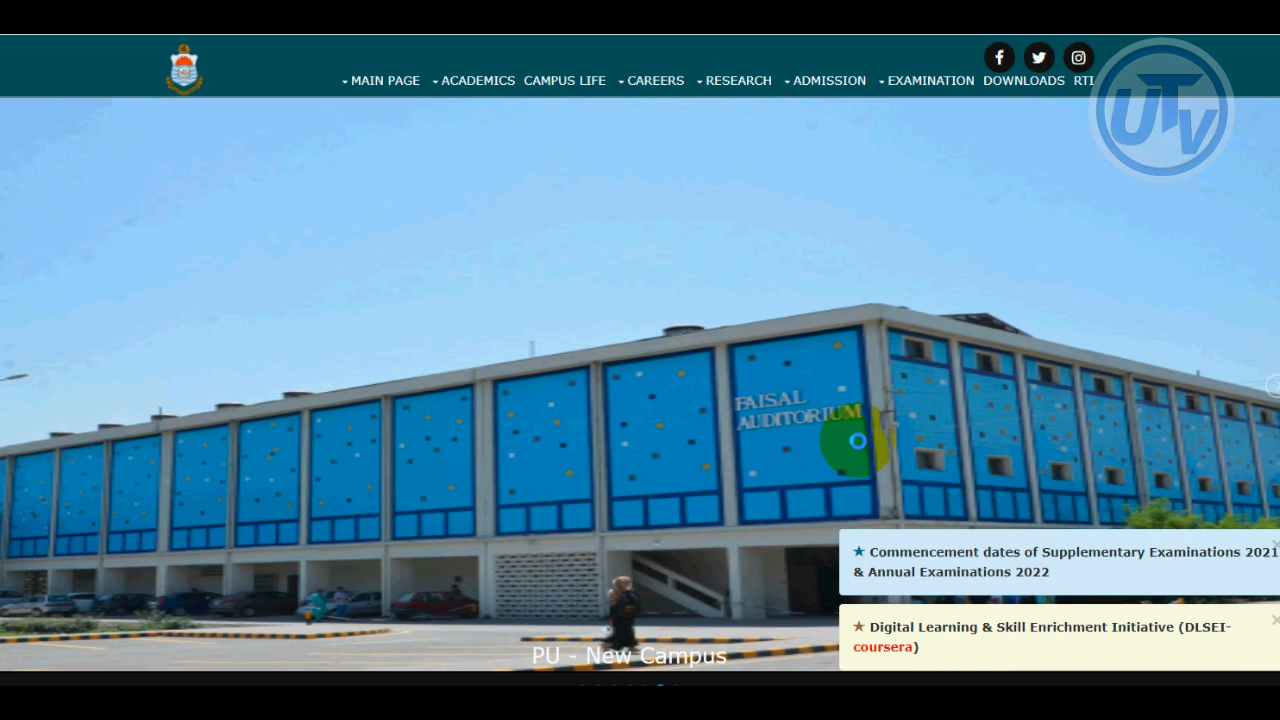 MAIN PAGE ACADEMICS CAMPUS LIFE CAREERS RESEARCH ADMISSION EXAMINATION DOWNLOADS RTI
UTV
FAISAL
AUDITORIUM
★ Commencement dates of Supplementary Examinations 2021
& Annual Examinations 2022
★ Digital Learning & Skill Enrichment Initiative (DLSEI-
coursera)
PU - New Campus